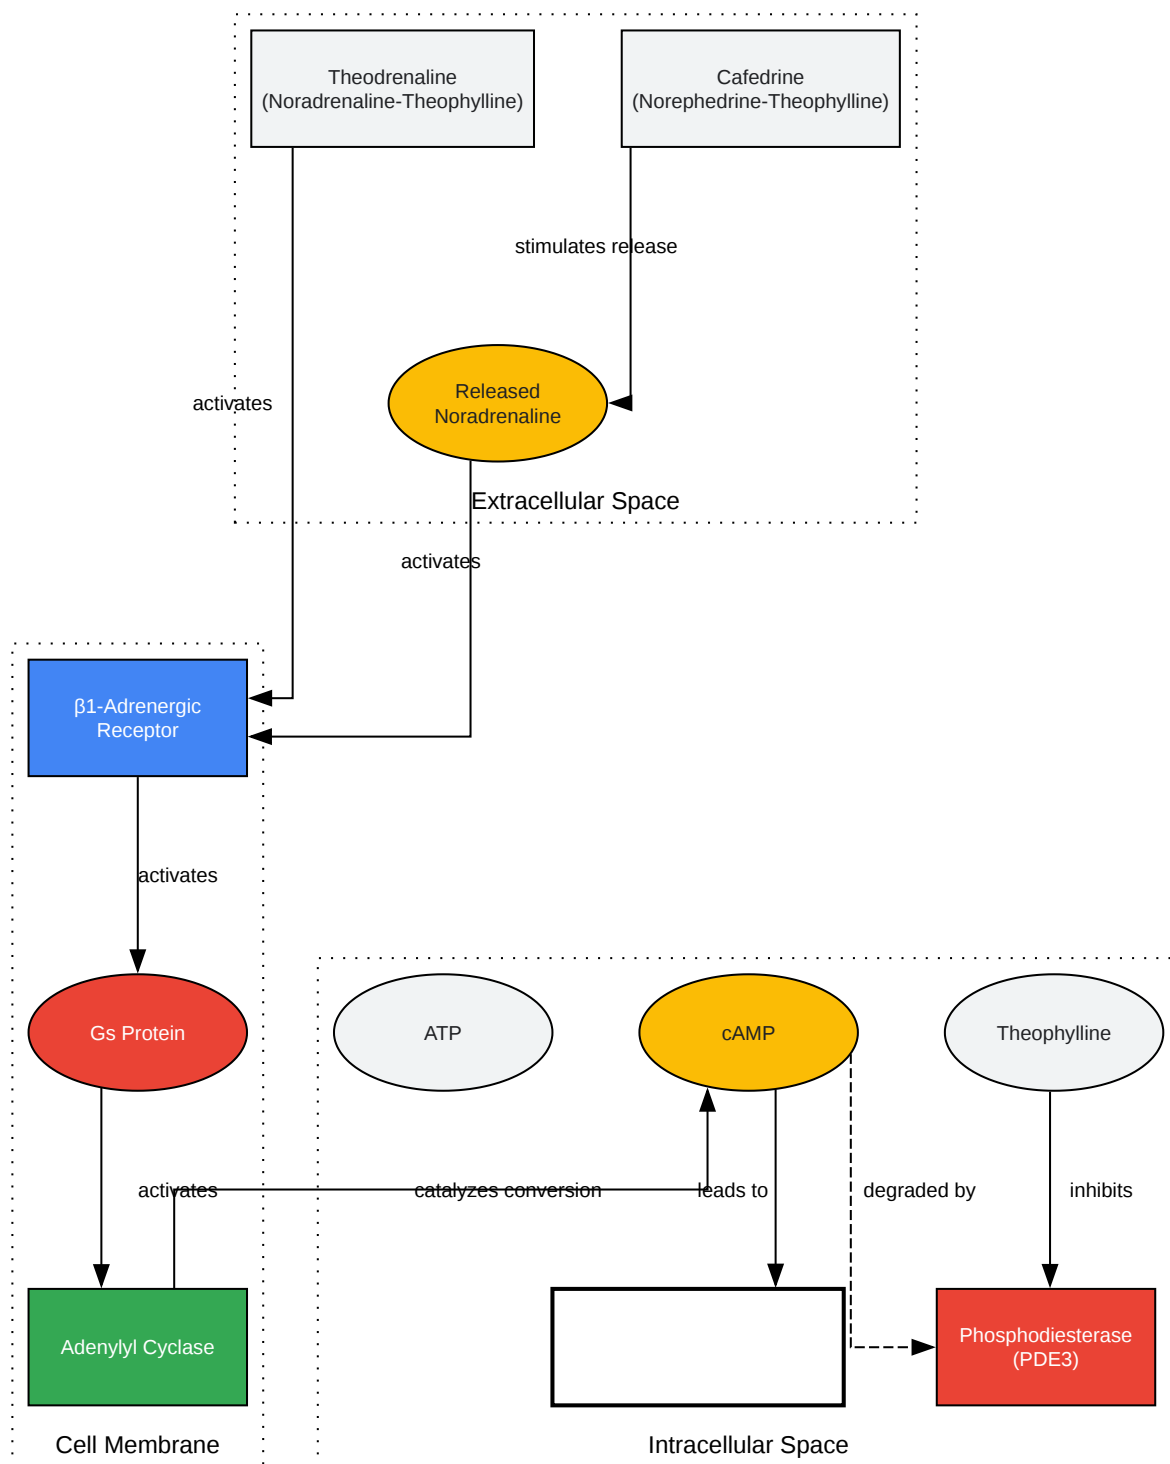 Theodrenaline
(Noradrenaline-Theophylline)
Cafedrine
(Norephedrine-Theophylline)
stimulates release
activates
Released
Noradrenaline
Extracellular Space
activates
β1-Adrenergic
Receptor
activates
Gs Protein
ATP
cAMP
Theophylline
activates
catalyzes conversion
leads to
degraded by
inhibits
Adenylyl Cyclase
Phosphodiesterase
(PDE3)
Cell Membrane
Intracellular Space